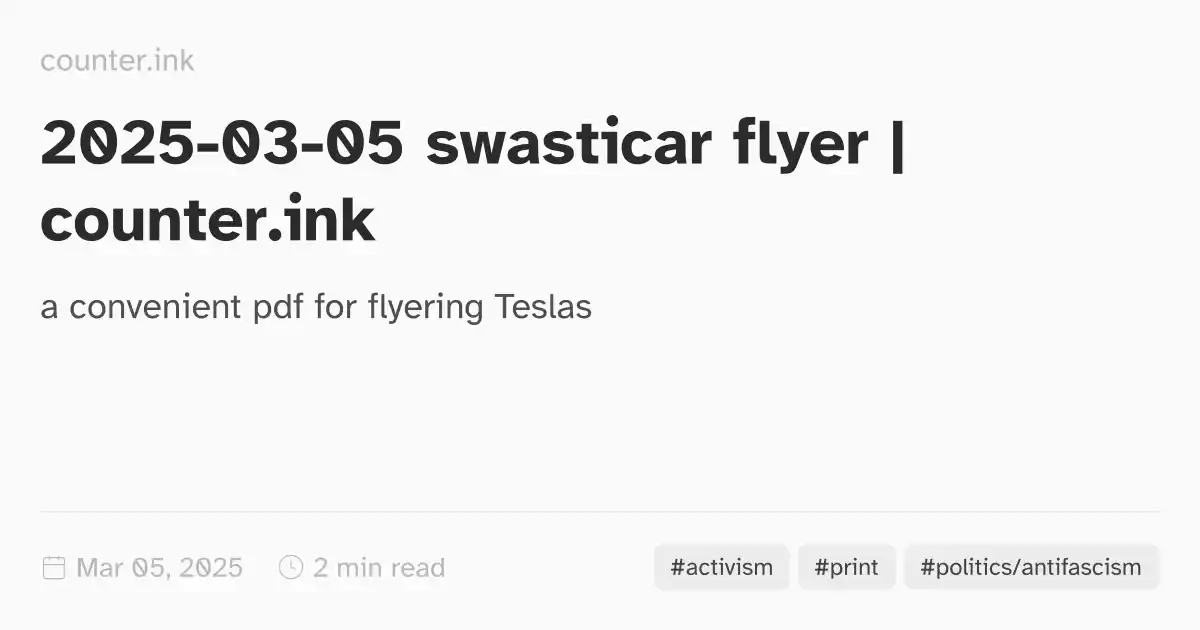 counter.ink
2025-03-05 swasticar flyer |
counter.ink
a convenient pdf for flyering Teslas
Mar 05, 2025 2 min read #activism #print #politics/antifascism